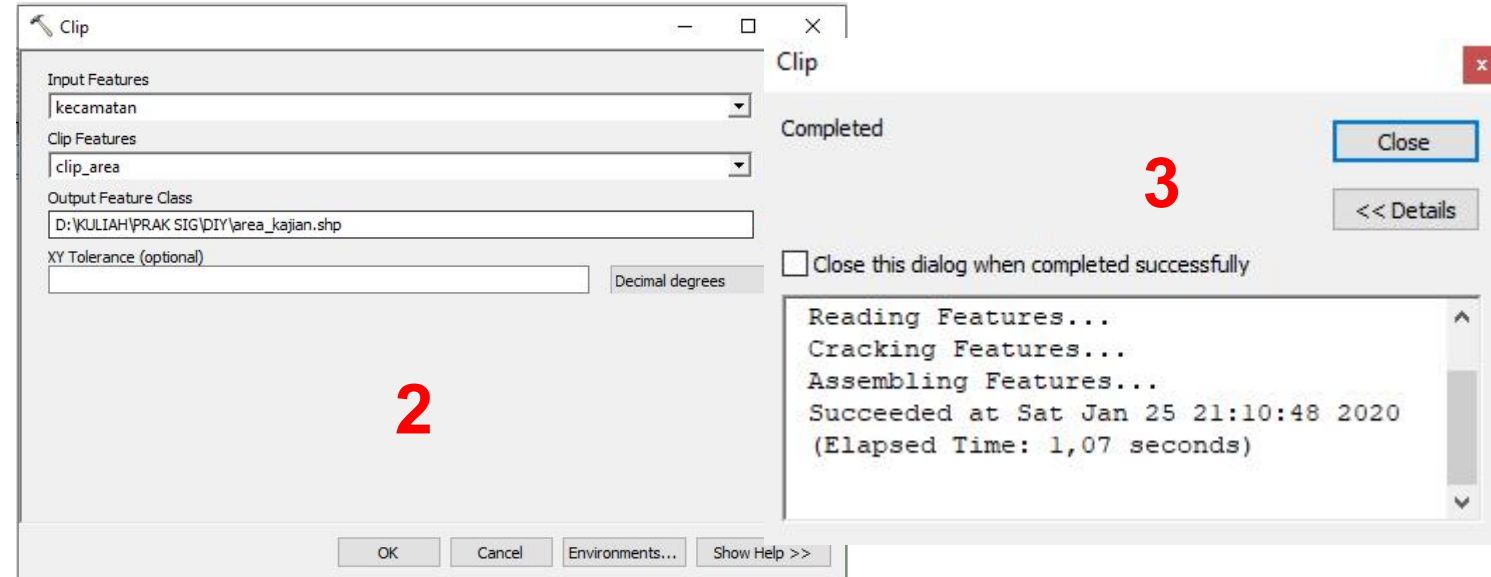 Clip
Input Features
kecamatan
Clip Features
clip_area
Output Feature Class
D:\KULIAH\PRAK SIG\DIY\area_kajian.shp
XY Tolerance (optional)
Decimal degrees
2
OK Cancel Environments... Show Help >>
Clip
x
Completed
Close
3
<< Details
Close this dialog when completed successfully
Reading Features...
Cracking Features...
Assembling Features...
Succeeded at Sat Jan 25 21:10:48 2020
(Elapsed Time: 1,07 seconds)